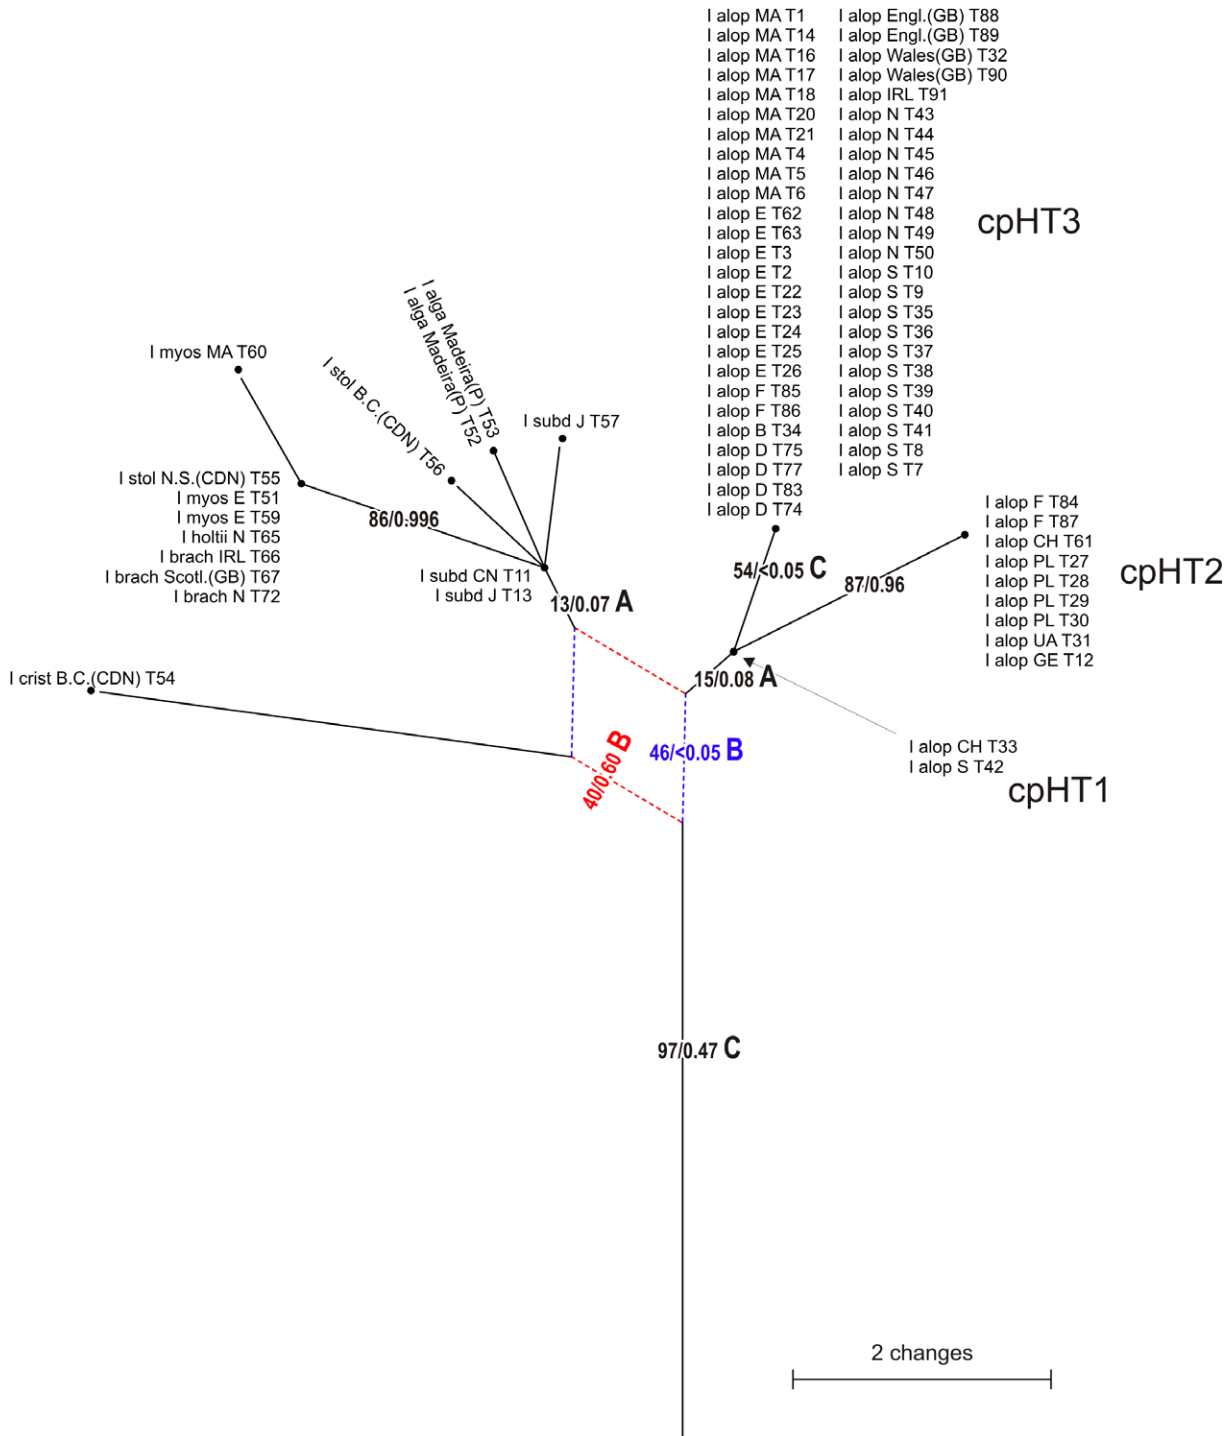 I alop MA T1
I alop MA T14
I alop MA T16
I alop MA T17
I alop MA T18
I alop MA T20
I alop MA T21
I alop MA T4
I alop MA T5
I alop MA T6
I alop E T62
I alop E T63
I alop E T3
I alop E T2
I alop E T22
I alop E T23
I alop E T24
I alop E T25
I alop E T26
I alop F T85
I alop F T86
I alop B T34
I alop D T75
I alop D T77
I alop D T83
I alop D T74
I alop Engl.(GB) T88
I alop Engl.(GB) T89
I alop Wales(GB) T32
I alop Wales(GB) T90
I alop IRL T91
I alop N T43
I alop N T44
I alop N T45
I alop N T46
I alop N T47
I alop N T48
I alop N T49
I alop N T50
I alop S T10
I alop S T9
I alop S T35
I alop S T36
I alop S T37
I alop S T38
I alop S T39
I alop S T40
I alop S T41
I alop S T8
I alop S T7
cpHT3
I myos MA T60
I stol B.C.(CDN) T56
I alga Madeira(P) T53
I alga Madeira(P) T52
I subd J T57
I stol N.S.(CDN) T55
I myos E T51
I myos E T59
I holtii N T65
I brach IRL T66
I brach Scotl.(GB) T67
I brach N T72
86/0.996
I subd CN T11
I subd J T13
13/0.07 A
54/<0.05 C
87/0.96
I alop F T84
I alop F T87
I alop CH T61
I alop PL T27
I alop PL T28
I alop PL T29
I alop PL T30
I alop UA T31
I alop GE T12
cpHT2
I crist B.C.(CDN) T54
15/0.08 A
40/0.60 B
46/<0.05 B
I alop CH T33
I alop S T42
cpHT1
97/0.47 C
2 changes